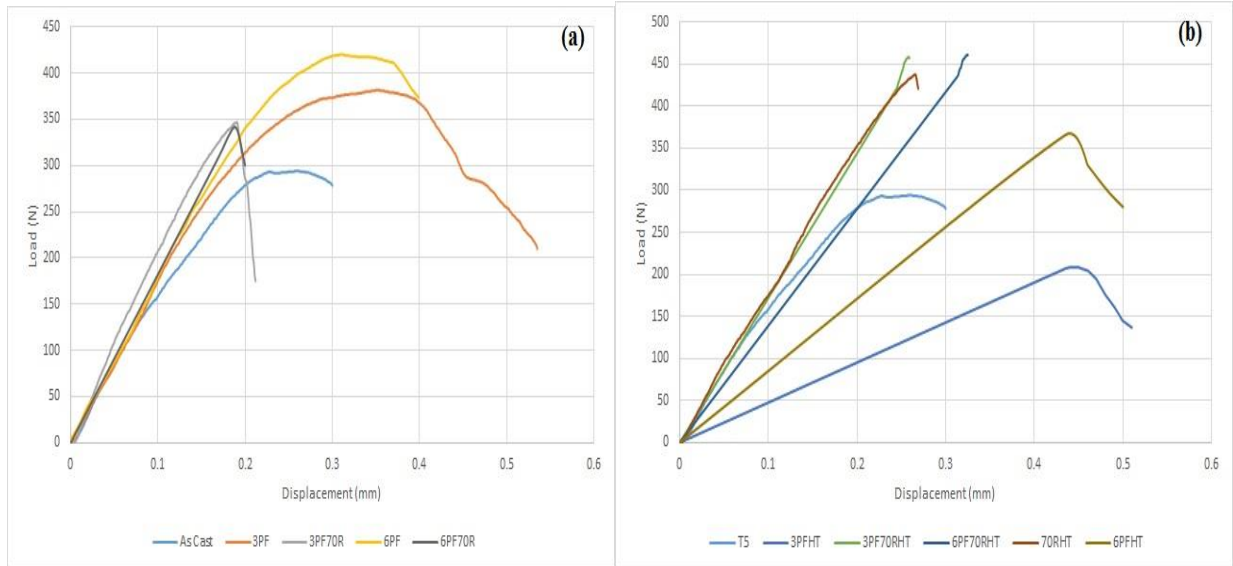 (a)
450
400
350
300
250
200
150
100
50
0
Load (N)
0 0.1 0.2 0.3 0.4 0.5 0.6
Displacement (mm)
As Cast 3PF 3PF70R 6PF 6PF70R
(b)
500
450
400
350
300
250
200
150
100
50
0
Load (N)
0 0.1 0.2 0.3 0.4 0.5 0.6
Displacement (mm)
T5 3PFHT 3PF70RHT 6PF70RHT 70RHT 6PFHT